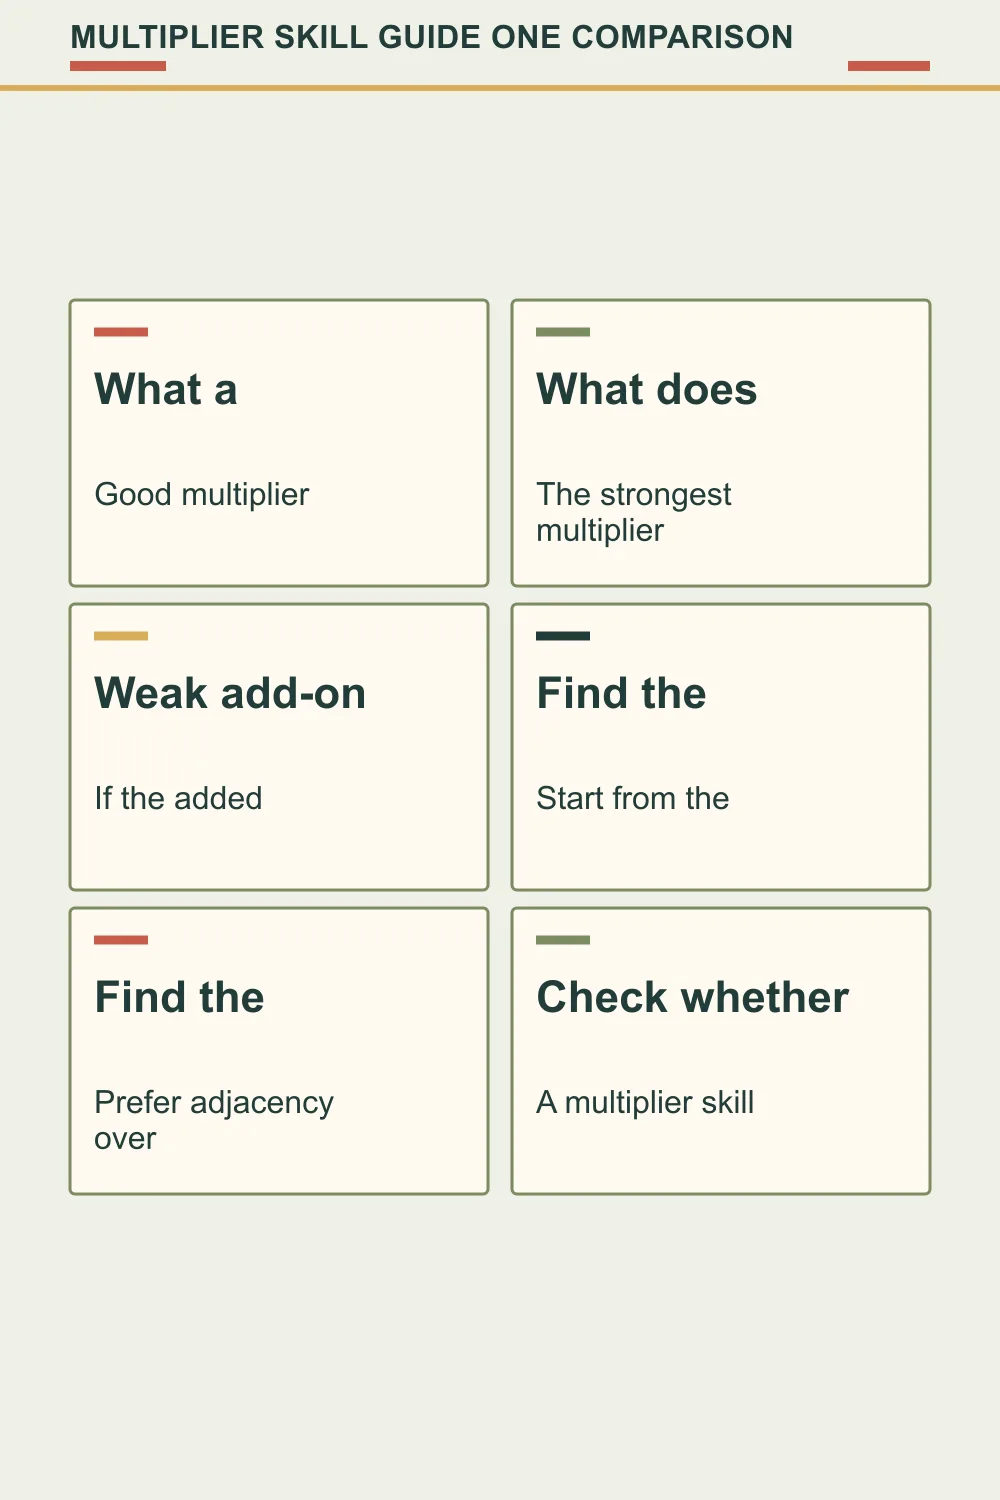 MULTIPLIER SKILL GUIDE ONE COMPARISON
What a
Good multiplier
What does
The strongest
multiplier
Weak add-on
If the added
Find the
Start from the
Find the
Prefer adjacency
over
Check whether
A multiplier skill